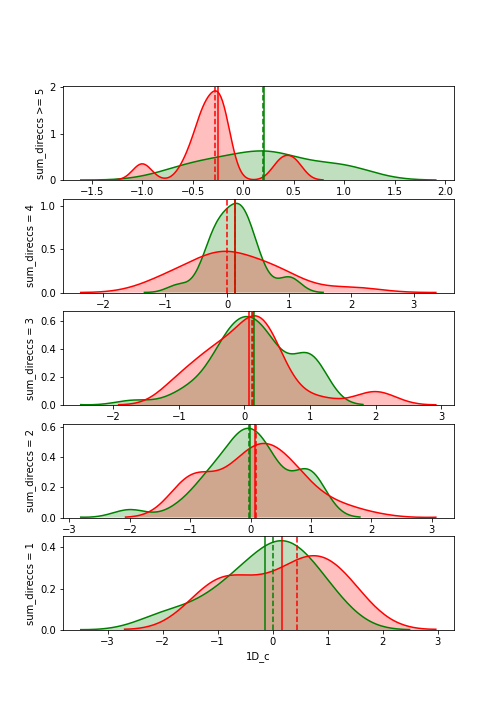 sum_direccs >= 5
2
1
0
−1.5 −1.0 −0.5 0.0 0.5 1.0 1.5 2.0
sum_direccs = 4
1.0
0.5
0.0
−2 −1 0 1 2 3
sum_direccs = 3
0.6
0.4
0.2
0.0
−2 −1 0 1 2 3
sum_direccs = 2
0.6
0.4
0.2
0.0
−3 −2 −1 0 1 2 3
sum_direccs = 1
0.4
0.2
0.0
−3 −2 −1 0 1 2 3
1D_c